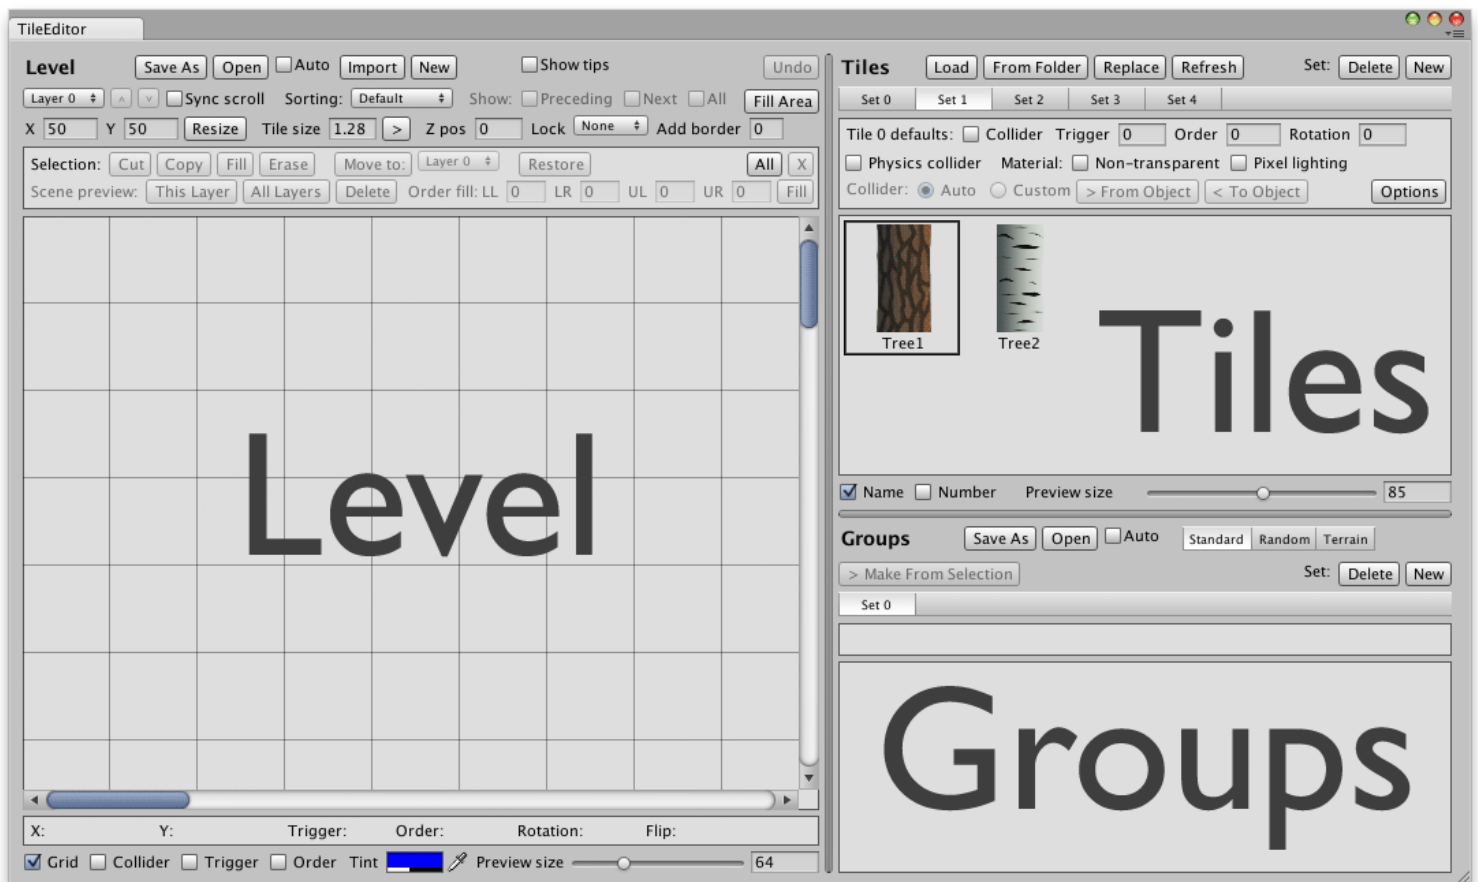 TileEditor
Level Save As Open Auto Import New Show tips Undo
Layer 0 ʌ v Sync scroll Sorting: Default Show: Preceding Next All Fill Area
X 50 Y 50 Resize Tile size 1.28 > Z pos 0 Lock None Add border 0
Selection: Cut Copy Fill Erase Move to: Layer 0 Restore All X
Scene preview: This Layer All Layers Delete Order fill: LL 0 LR 0 UL 0 UR 0 Fill
Level
X: Y: Trigger: Order: Rotation: Flip:
Grid Collider Trigger Order Tint Preview size 64
Tiles Load From Folder Replace Refresh Set: Delete New
Set 0 Set 1 Set 2 Set 3 Set 4
Tile 0 defaults: Collider Trigger 0 Order 0 Rotation 0
Physics collider Material: Non-transparent Pixel lighting
Collider: Auto Custom > From Object < To Object Options
Tree1 Tree2
Tiles
Name Number Preview size 85
Groups Save As Open Auto Standard Random Terrain
> Make From Selection Set: Delete New
Set 0
Groups